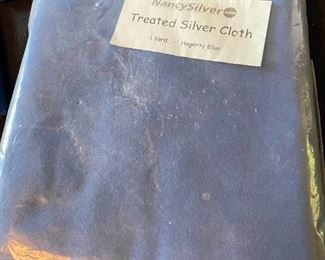 NancySilver
Treated Silver Cloth
1 Yard - Hagerty Blue